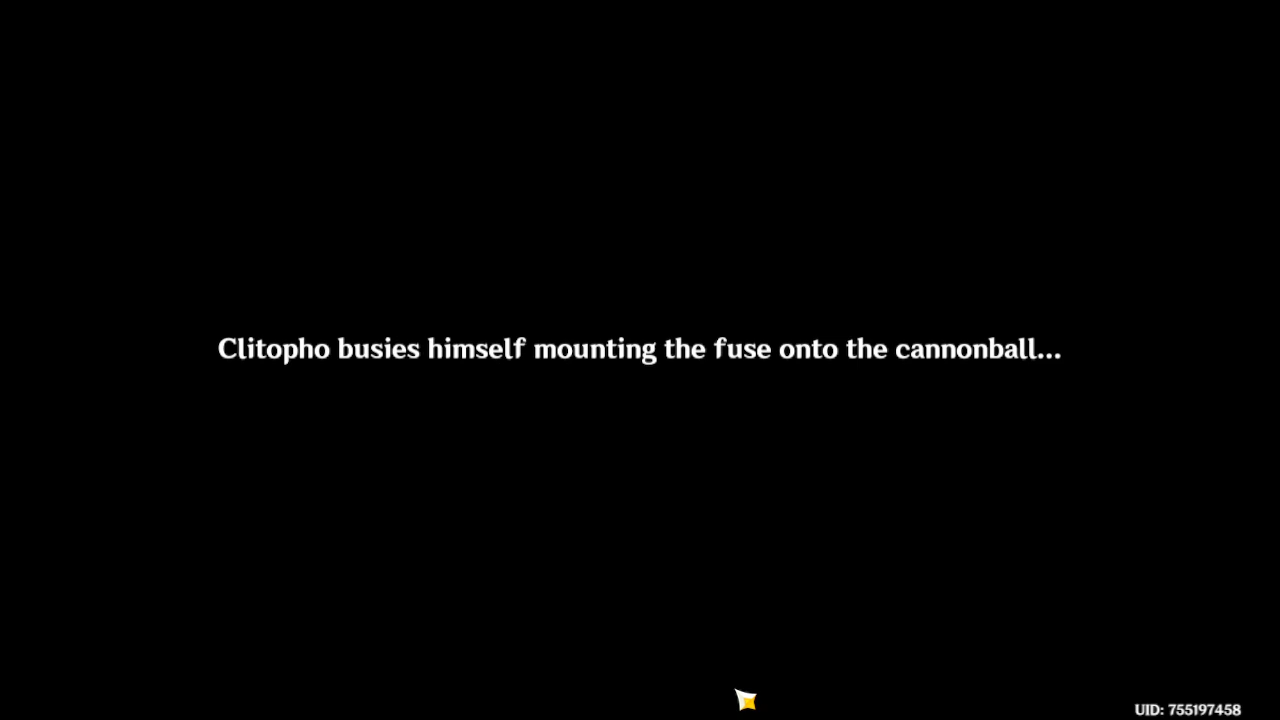 Clitopho busies himself mounting the fuse onto the cannonball...
UID: 755197458